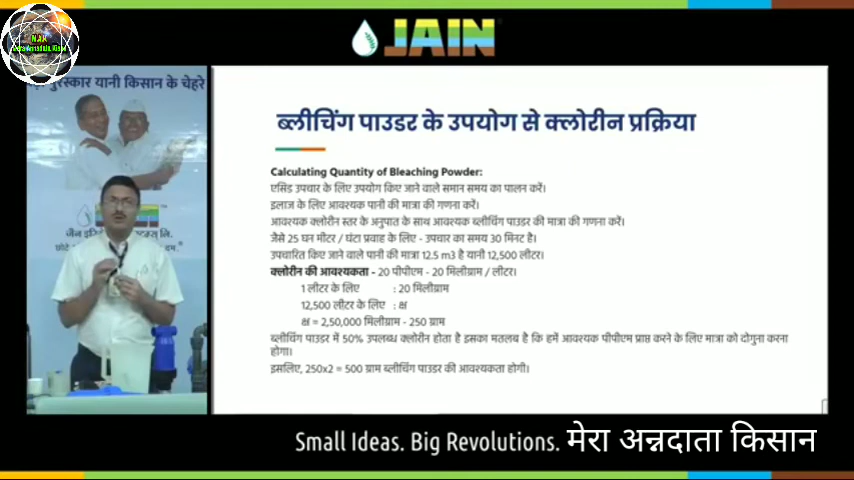 JAIN
पुरस्कार यानी किसान के चेहरे
ब्लीचिंग पाउडर के उपयोग से क्लोरीन प्रक्रिया
Calculating Quantity of Bleaching Powder:
एसिड उपचार के लिए उपयोग किए जाने वाले समान समय का पालन करें।
इलाज के लिए आवश्यक पानी की मात्रा की गणना करें।
आवश्यक क्लोरीन स्तर के अनुपात के साथ आवश्यक ब्लीचिंग पाउडर की मात्रा की गणना करें।
जैसे 25 घन मीटर / घंटा प्रवाह के लिए - उपचार का समय 30 मिनट है।
उपचारित किए जाने वाले पानी की मात्रा 12.5 m3 है यानी 12,500 लीटर।
क्लोरीन की आवश्यकता - 20 पीपीएम - 20 मिलीग्राम / लीटर।
1 लीटर के लिए : 20 मिलीग्राम
12,500 लीटर के लिए : क्ष
क्ष = 2,50,000 मिलीग्राम - 250 ग्राम
ब्लीचिंग पाउडर में 50% उपलब्ध क्लोरीन होता है इसका मतलब है कि हमें आवश्यक पीपीएम प्राप्त करने के लिए मात्रा को दोगुना करना
होगा।
इसलिए, 250x2 = 500 ग्राम ब्लीचिंग पाउडर की आवश्यकता होगी।
Small Ideas. Big Revolutions. मेरा अन्नदाता किसान